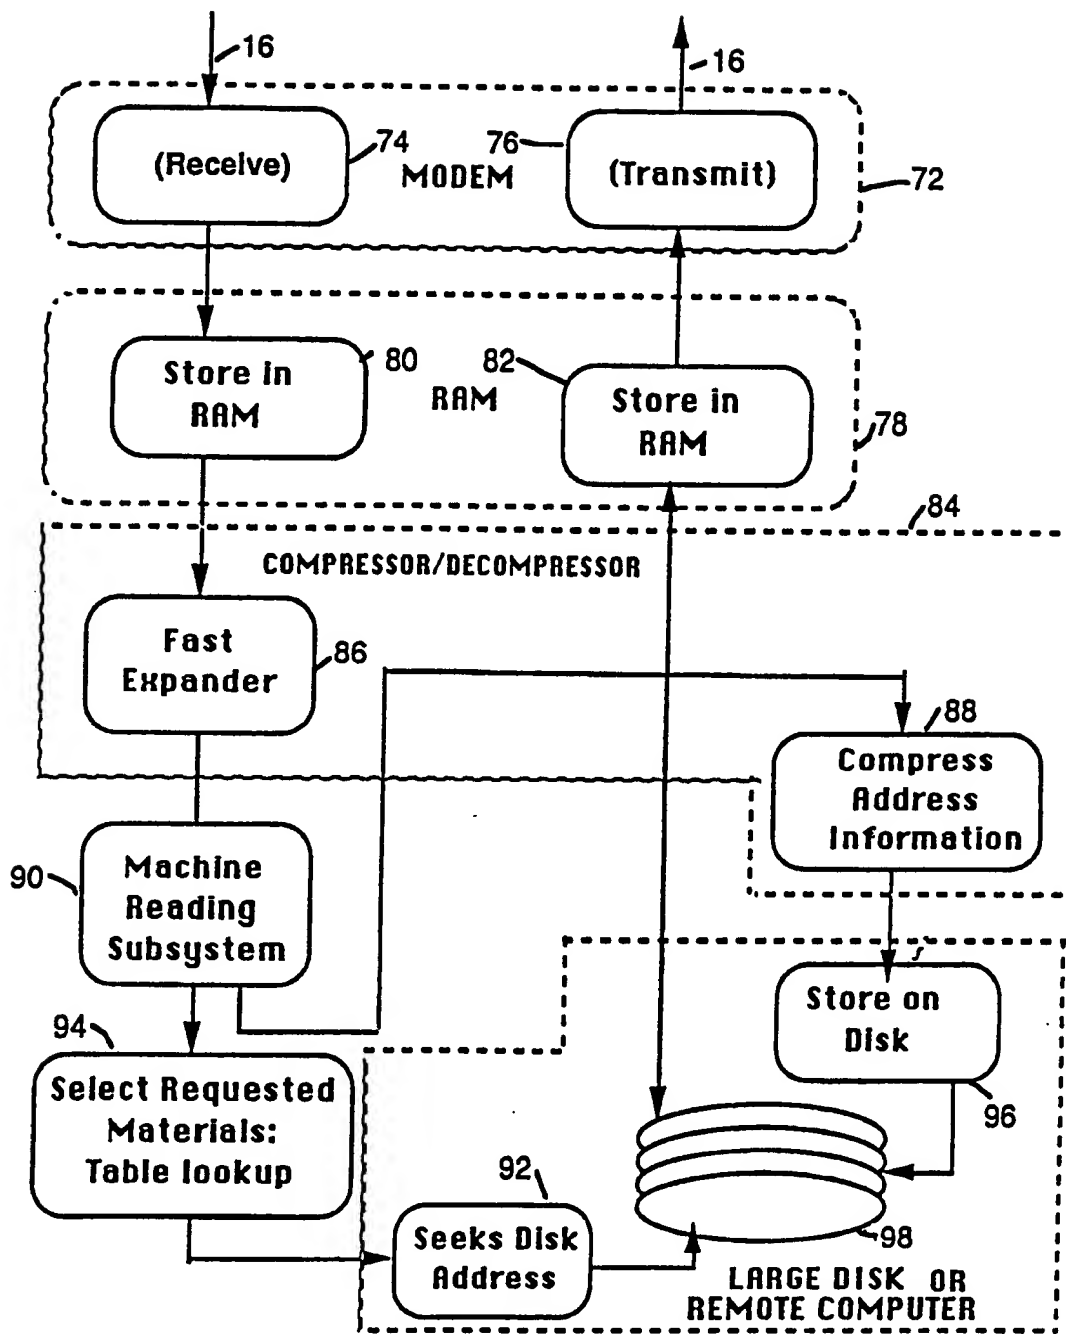 16
16
(Receive)
74
MODEM
76
(Transmit)
72
Store in
RAM
80
RAM
82
Store in
RAM
78
84
COMPRESSOR/DECOMPRESSOR
Fast
Expander
86
88
Compress
Address
Information
90
Machine
Reading
Subsystem
94
Select Requested
Materials:
Table lookup
Store on
Disk
96
92
Seeks Disk
Address
98
LARGE DISK OR
REMOTE COMPUTER